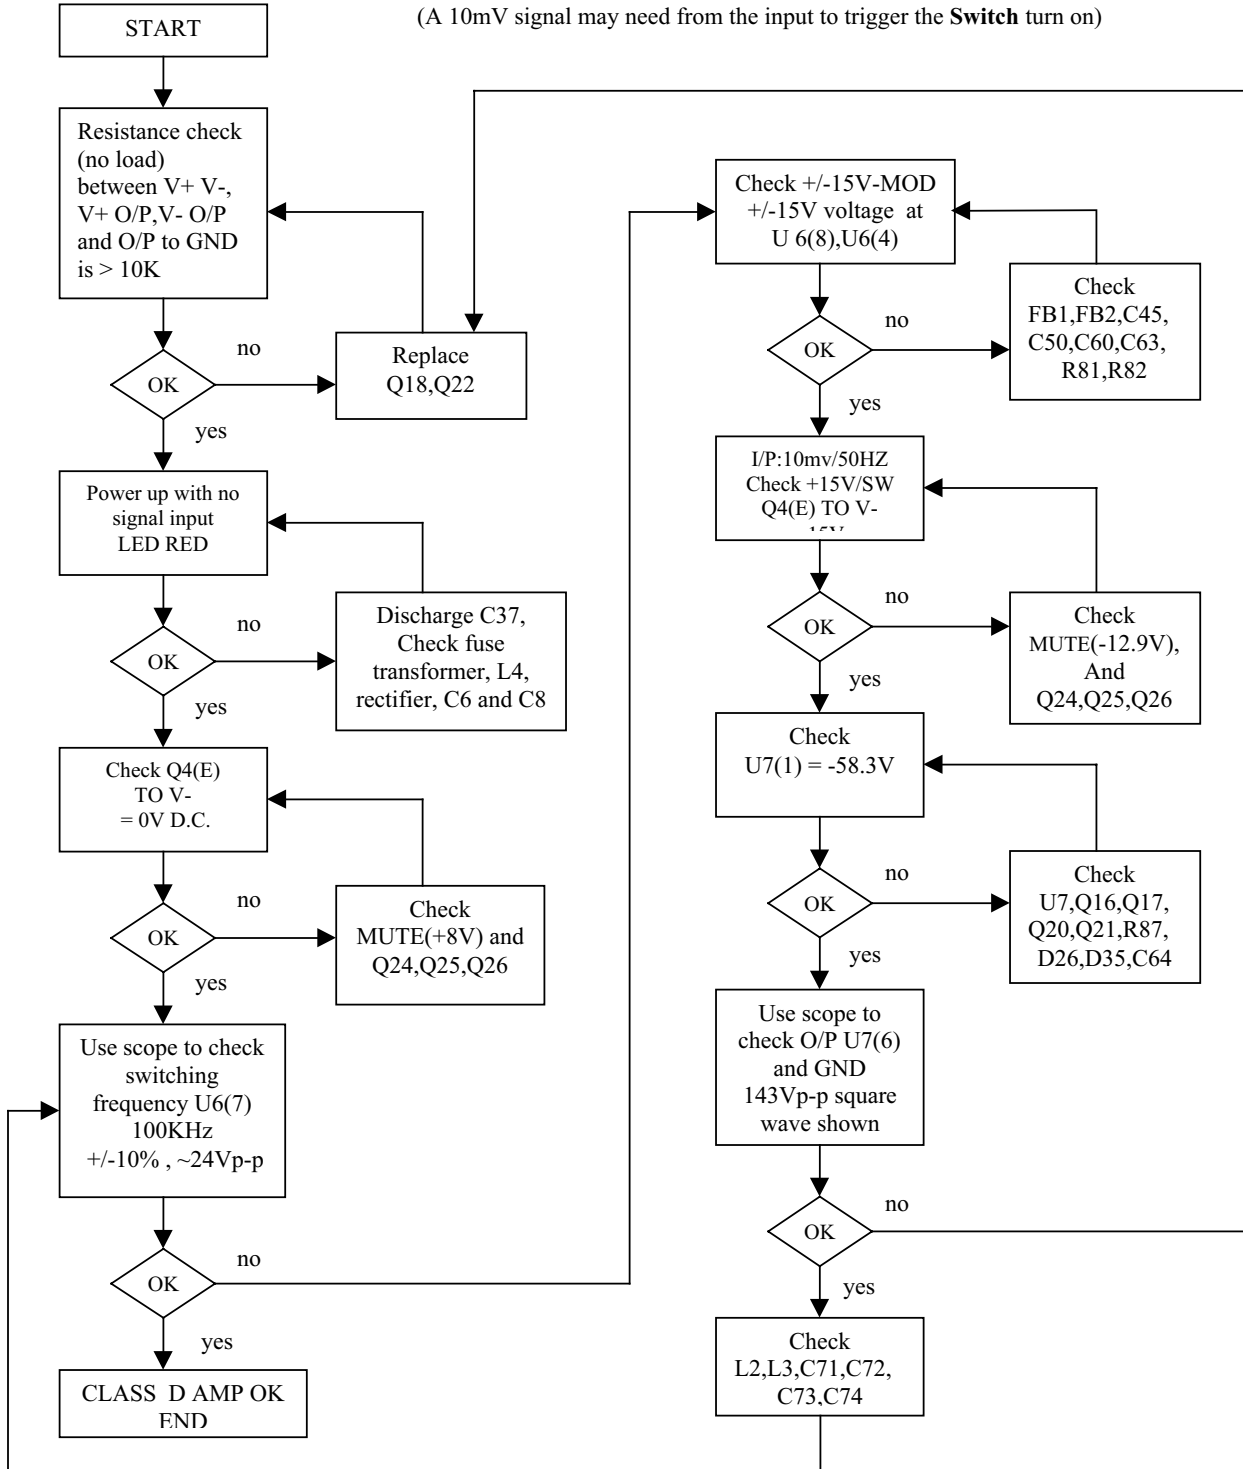 (A 10mV signal may need from the input to trigger the Switch turn on)
START
Resistance check
(no load)
between V+ V-,
V+ O/P,V- O/P
and O/P to GND
is > 10K
OK
no
yes
Replace
Q18,Q22
Power up with no
signal input
LED RED
OK
no
yes
Discharge C37,
Check fuse
transformer, L4,
rectifier, C6 and C8
Check Q4(E)
TO V-
= 0V D.C.
OK
no
yes
Check
MUTE(+8V) and
Q24,Q25,Q26
Use scope to check
switching
frequency U6(7)
100KHz
+/-10% , ~24Vp-p
OK
no
yes
CLASS D AMP OK
END
Check +/-15V-MOD
+/-15V voltage at
U 6(8),U6(4)
OK
no
yes
Check
FB1,FB2,C45,
C50,C60,C63,
R81,R82
I/P:10mv/50HZ
Check +15V/SW
Q4(E) TO V-
15V
OK
no
yes
Check
MUTE(-12.9V),
And
Q24,Q25,Q26
Check
U7(1) = -58.3V
OK
no
yes
Check
U7,Q16,Q17,
Q20,Q21,R87,
D26,D35,C64
Use scope to
check O/P U7(6)
and GND
143Vp-p square
wave shown
OK
no
yes
Check
L2,L3,C71,C72,
C73,C74